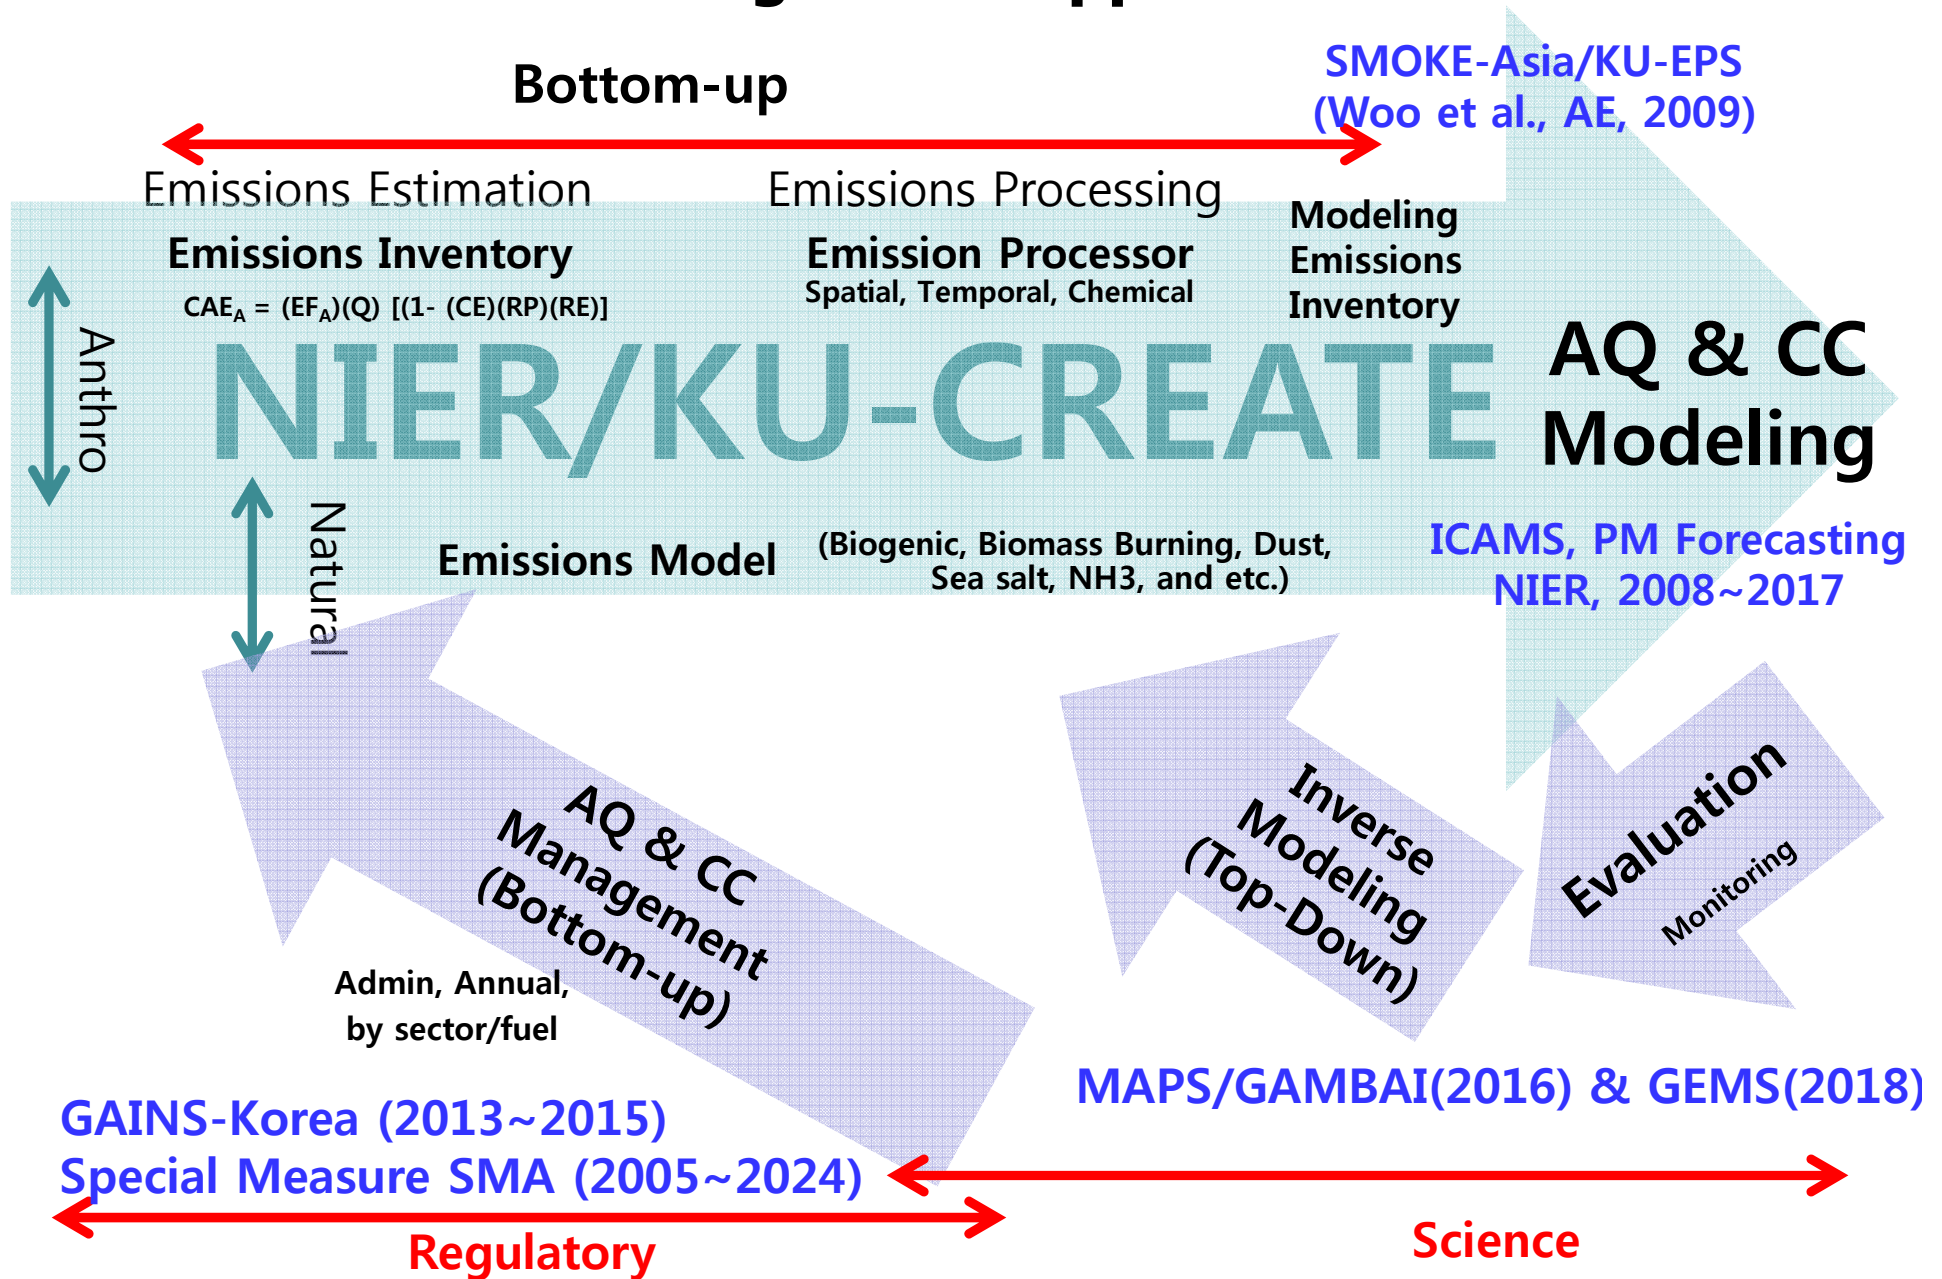 Bottom-up
SMOKE-Asia/KU-EPS
(Woo et al., AE, 2009)
Emissions Estimation
Emissions Processing
Emissions Inventory
CAE_A = (EF_A)(Q) [(1- (CE)(RP)(RE)]
Emission Processor
Spatial, Temporal, Chemical
Modeling
Emissions
Inventory
Anthro
NIER/KU-CREATE
AQ & CC
Modeling
Natural
Emissions Model
(Biogenic, Biomass Burning, Dust,
Sea salt, NH3, and etc.)
ICAMS, PM Forecasting
NIER, 2008~2017
AQ & CC
Management
(Bottom-up)
Inverse
Modeling
(Top-Down)
Evaluation
Monitoring
Admin, Annual,
by sector/fuel
MAPS/GAMBAI(2016) & GEMS(2018)
GAINS-Korea (2013~2015)
Special Measure SMA (2005~2024)
Regulatory
Science